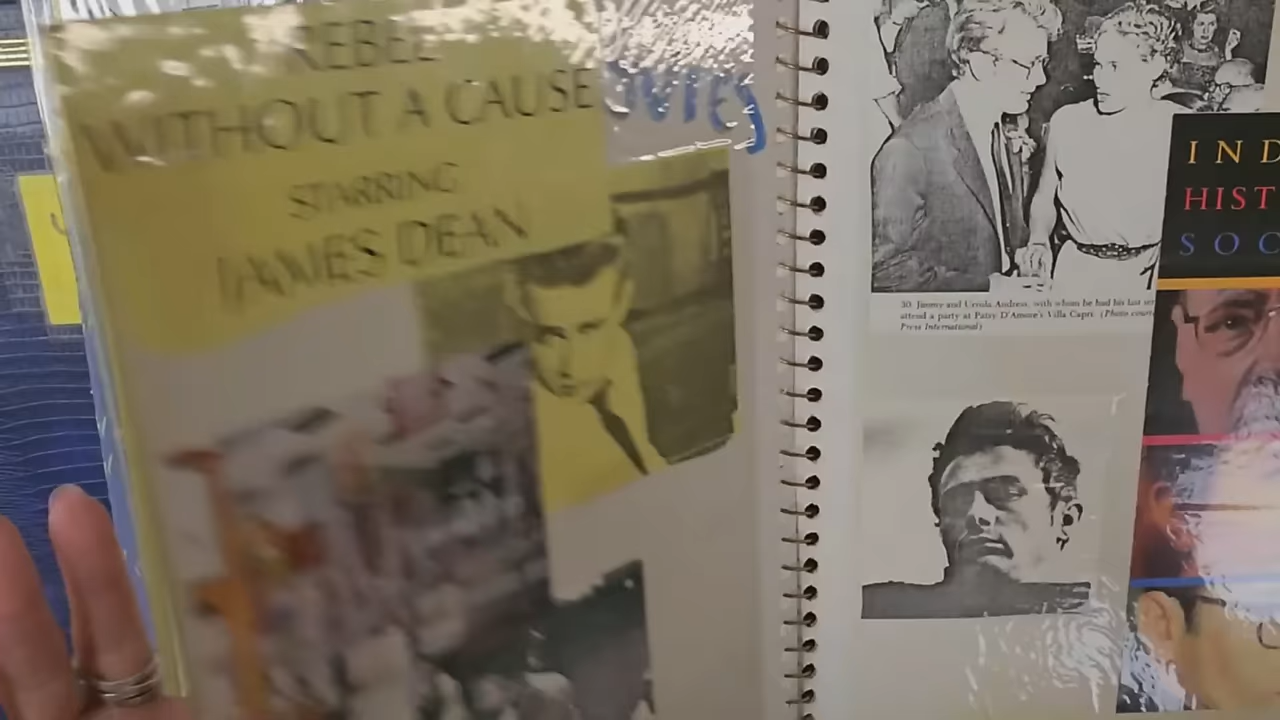 REBEL
WITHOUT A CAUSE
STARRING
JAMES DEAN
30. Jimmy and Ursula Andress, with whom he had his last
attend a party at Patsy D'Amore's Villa Capri. (Photo
Press International)
IND
HIST
SOC